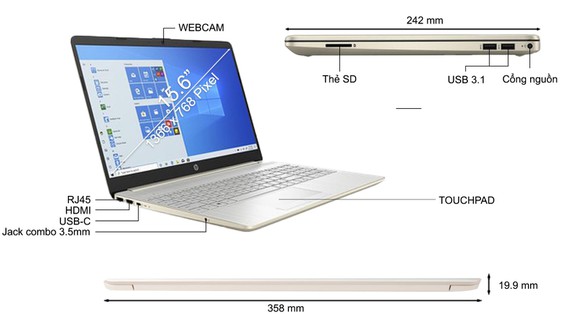 WEBCAM
242 mm
Thẻ SD
USB 3.1
Cổng nguồn
15.6”
1366 x 768 Pixel
RJ45
HDMI
USB-C
Jack combo 3.5mm
TOUCHPAD
hp
19.9 mm
358 mm